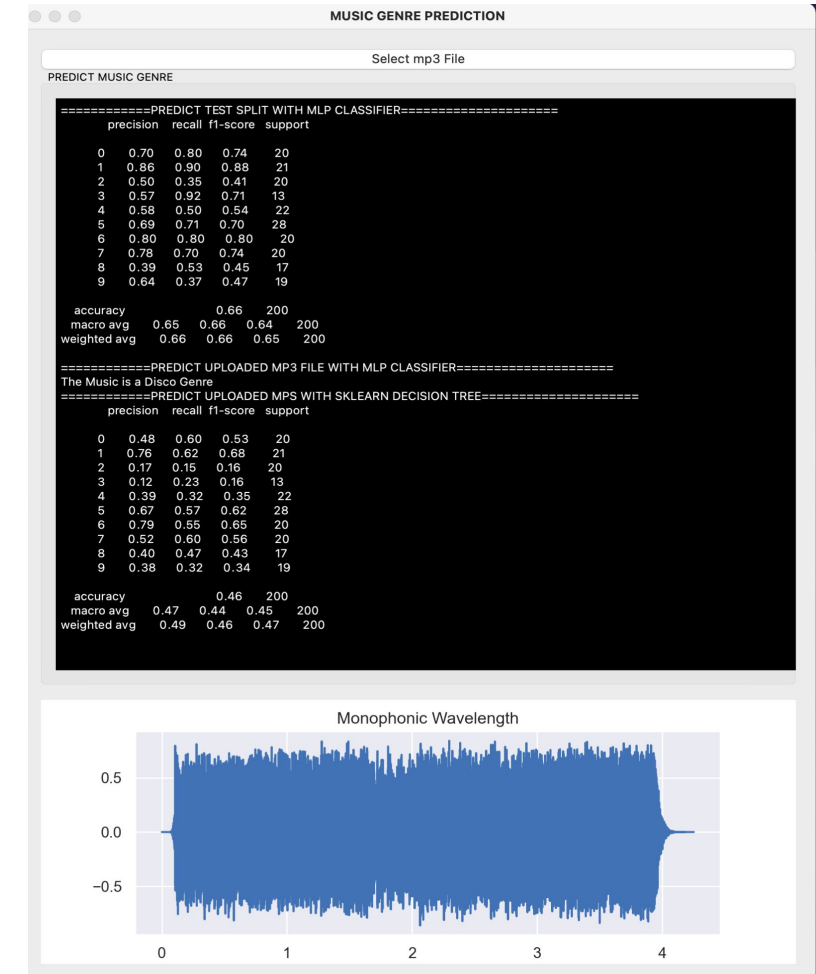 MUSIC GENRE PREDICTION
Select mp3 File
PREDICT MUSIC GENRE
============PREDICT TEST SPLIT WITH MLP CLASSIFIER=====================
precision recall f1-score support
0 0.70 0.80 0.74 20
1 0.86 0.90 0.88 21
2 0.50 0.35 0.41 20
3 0.57 0.92 0.71 13
4 0.58 0.50 0.54 22
5 0.69 0.71 0.70 28
6 0.80 0.80 0.80 20
7 0.78 0.70 0.74 20
8 0.39 0.53 0.45 17
9 0.64 0.37 0.47 19
accuracy 0.66 200
macro avg 0.65 0.66 0.64 200
weighted avg 0.66 0.66 0.65 200
============PREDICT UPLOADED MP3 FILE WITH MLP CLASSIFIER=====================
The Music is a Disco Genre
============PREDICT UPLOADED MPS WITH SKLEARN DECISION TREE=====================
precision recall f1-score support
0 0.48 0.60 0.53 20
1 0.76 0.62 0.68 21
2 0.17 0.15 0.16 20
3 0.12 0.23 0.16 13
4 0.39 0.32 0.35 22
5 0.67 0.57 0.62 28
6 0.79 0.55 0.65 20
7 0.52 0.60 0.56 20
8 0.40 0.47 0.43 17
9 0.38 0.32 0.34 19
accuracy 0.46 200
macro avg 0.47 0.44 0.45 200
weighted avg 0.49 0.46 0.47 200
Monophonic Wavelength
0.5
0.0
−0.5
0 1 2 3 4